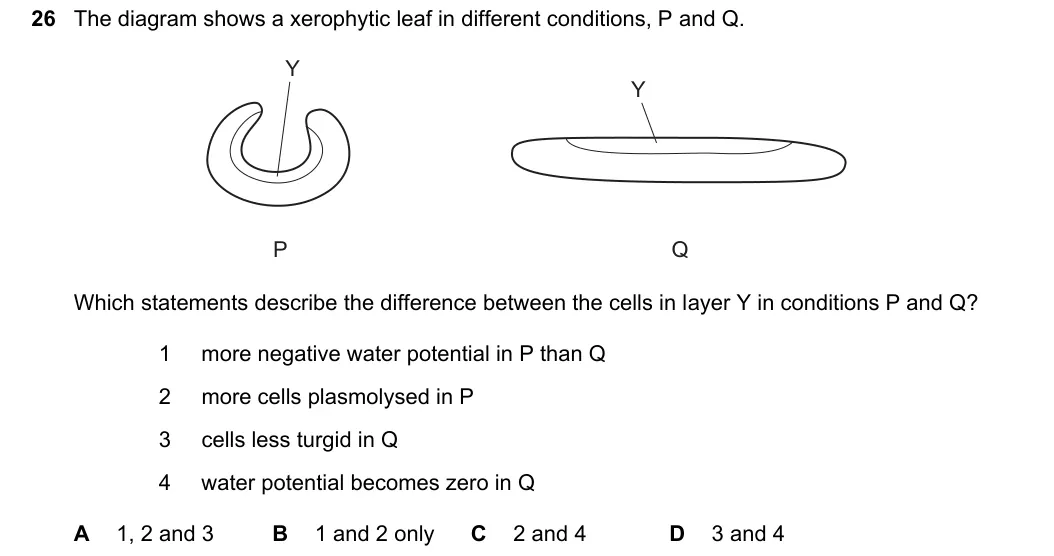 26 The diagram shows a xerophytic leaf in different conditions, P and Q.
Y
Y
P
Q
Which statements describe the difference between the cells in layer Y in conditions P and Q?
1 more negative water potential in P than Q
2 more cells plasmolysed in P
3 cells less turgid in Q
4 water potential becomes zero in Q
A 1, 2 and 3 B 1 and 2 only C 2 and 4 D 3 and 4